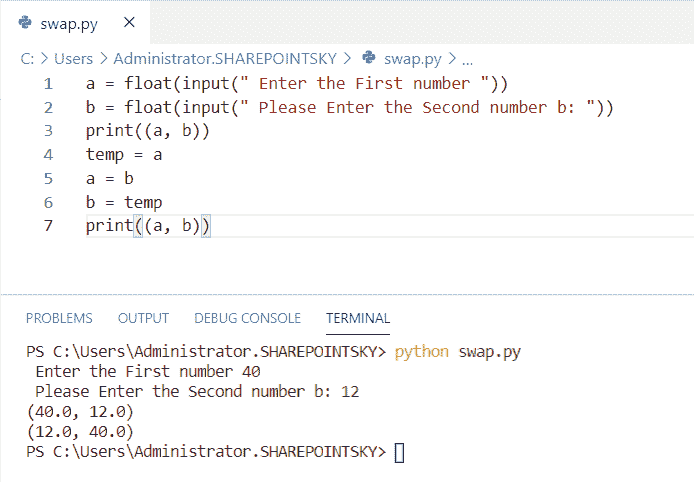 swap.py ×
C: > Users > Administrator.SHAREPOINTSKY > swap.py > ...
1 a = float(input(" Enter the First number "))
2 b = float(input(" Please Enter the Second number b: "))
3 print((a, b))
4 temp = a
5 a = b
6 b = temp
7 print((a, b))
PROBLEMS OUTPUT DEBUG CONSOLE TERMINAL
PS C:\Users\Administrator.SHAREPOINTSKY> python swap.py
 Enter the First number 40
 Please Enter the Second number b: 12
(40.0, 12.0)
(12.0, 40.0)
PS C:\Users\Administrator.SHAREPOINTSKY>